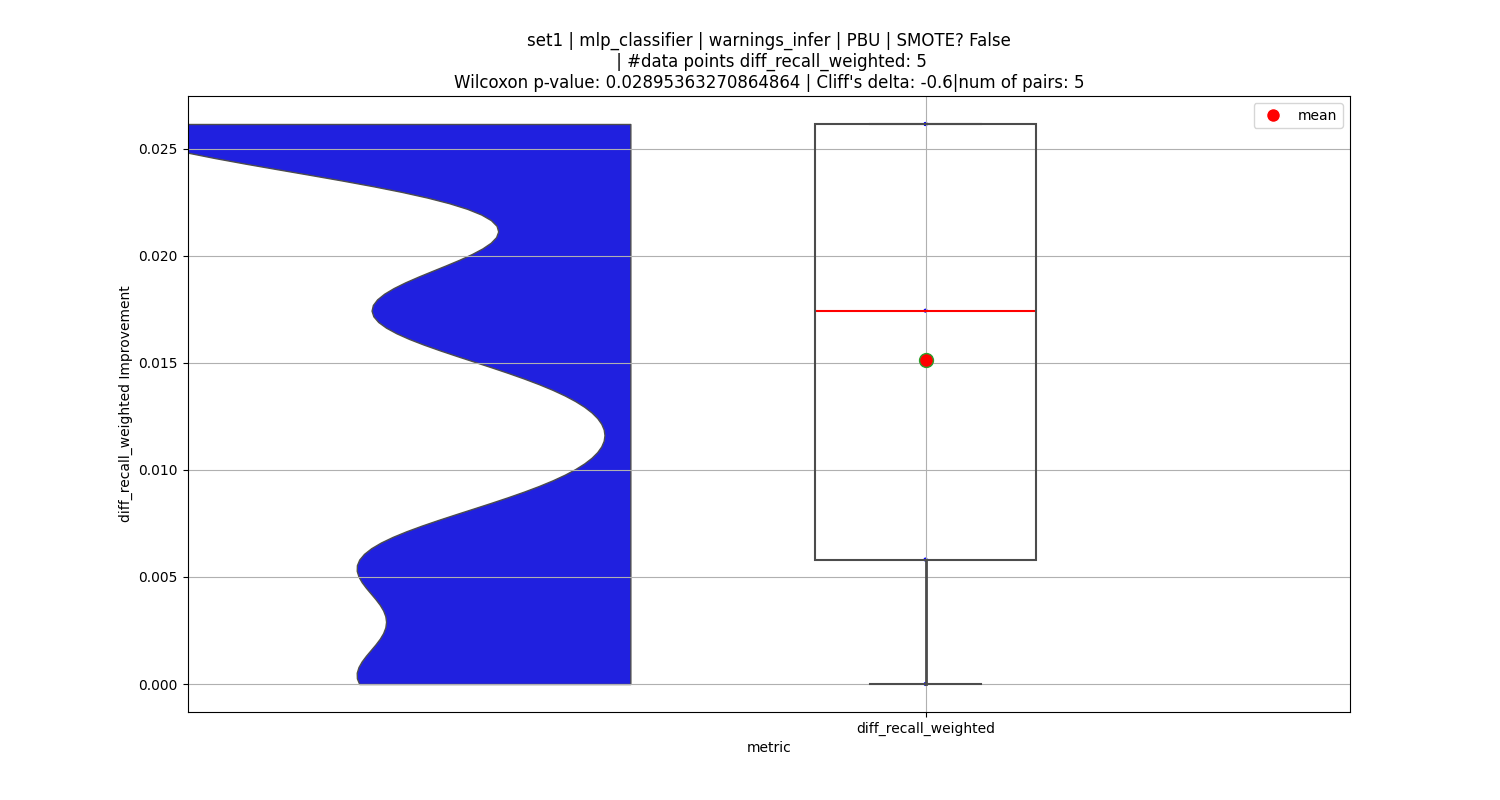 set1 | mlp_classifier | warnings_infer | PBU | SMOTE? False
| #data points diff_recall_weighted: 5
Wilcoxon p-value: 0.02895363270864864 | Cliff's delta: -0.6|num of pairs: 5
mean
0.025
0.020
0.015
0.010
0.005
0.000
diff_recall_weighted Improvement
diff_recall_weighted
metric